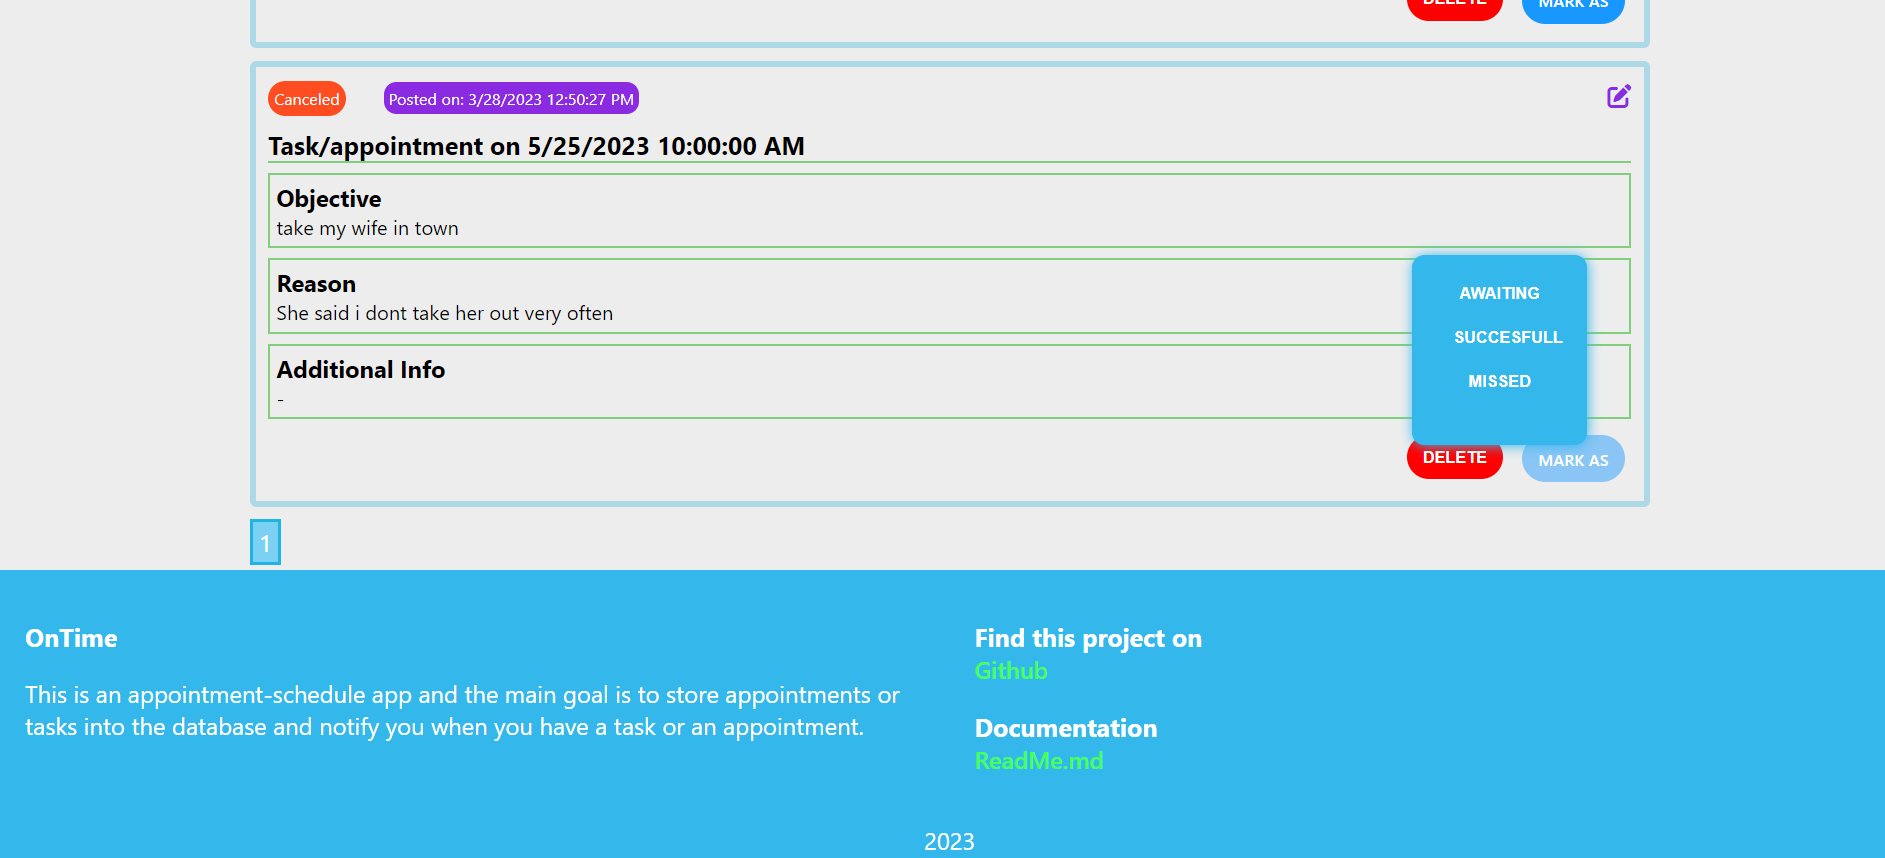 DELETE
MARK AS
Canceled
Posted on: 3/28/2023 12:50:27 PM
Task/appointment on 5/25/2023 10:00:00 AM
Objective
take my wife in town
Reason
She said i dont take her out very often
Additional Info
-
AWAITING
SUCCESFULL
MISSED
DELETE
MARK AS
1
OnTime
This is an appointment-schedule app and the main goal is to store appointments or
tasks into the database and notify you when you have a task or an appointment.
Find this project on
Github
Documentation
ReadMe.md
2023